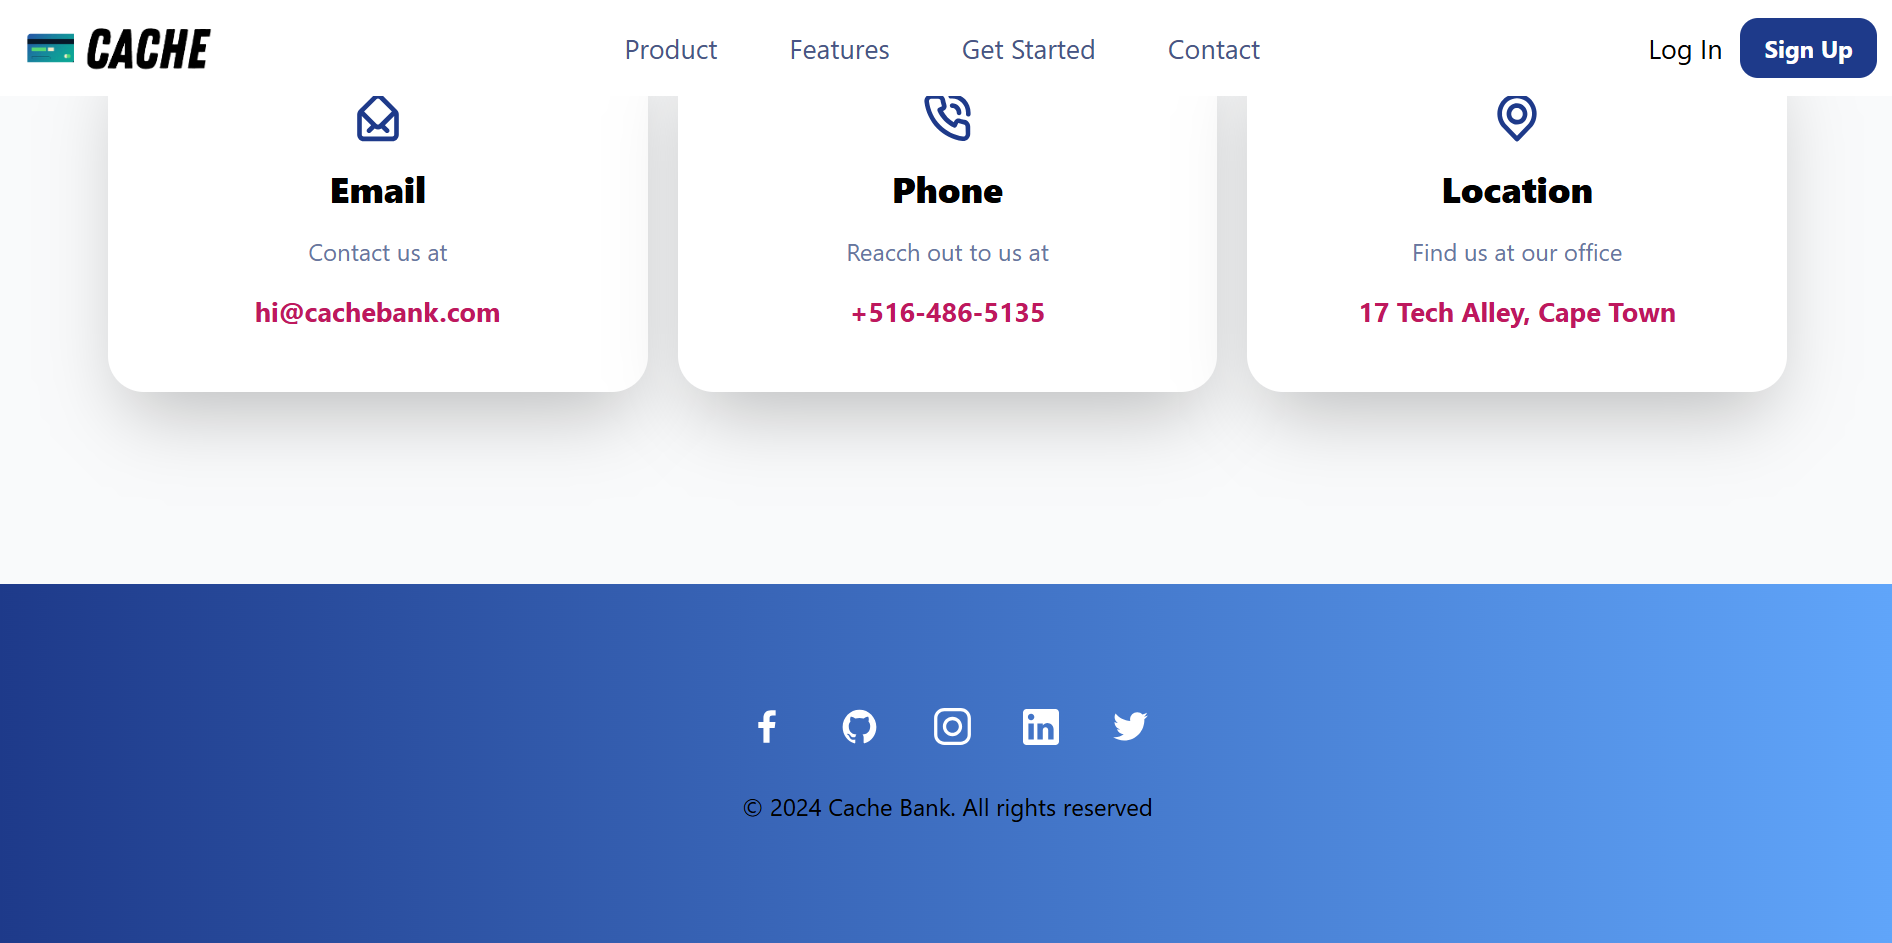 CACHE
Product Features Get Started Contact
Log In Sign Up
Email
Contact us at
hi@cachebank.com
Phone
Reacch out to us at
+516-486-5135
Location
Find us at our office
17 Tech Alley, Cape Town
© 2024 Cache Bank. All rights reserved